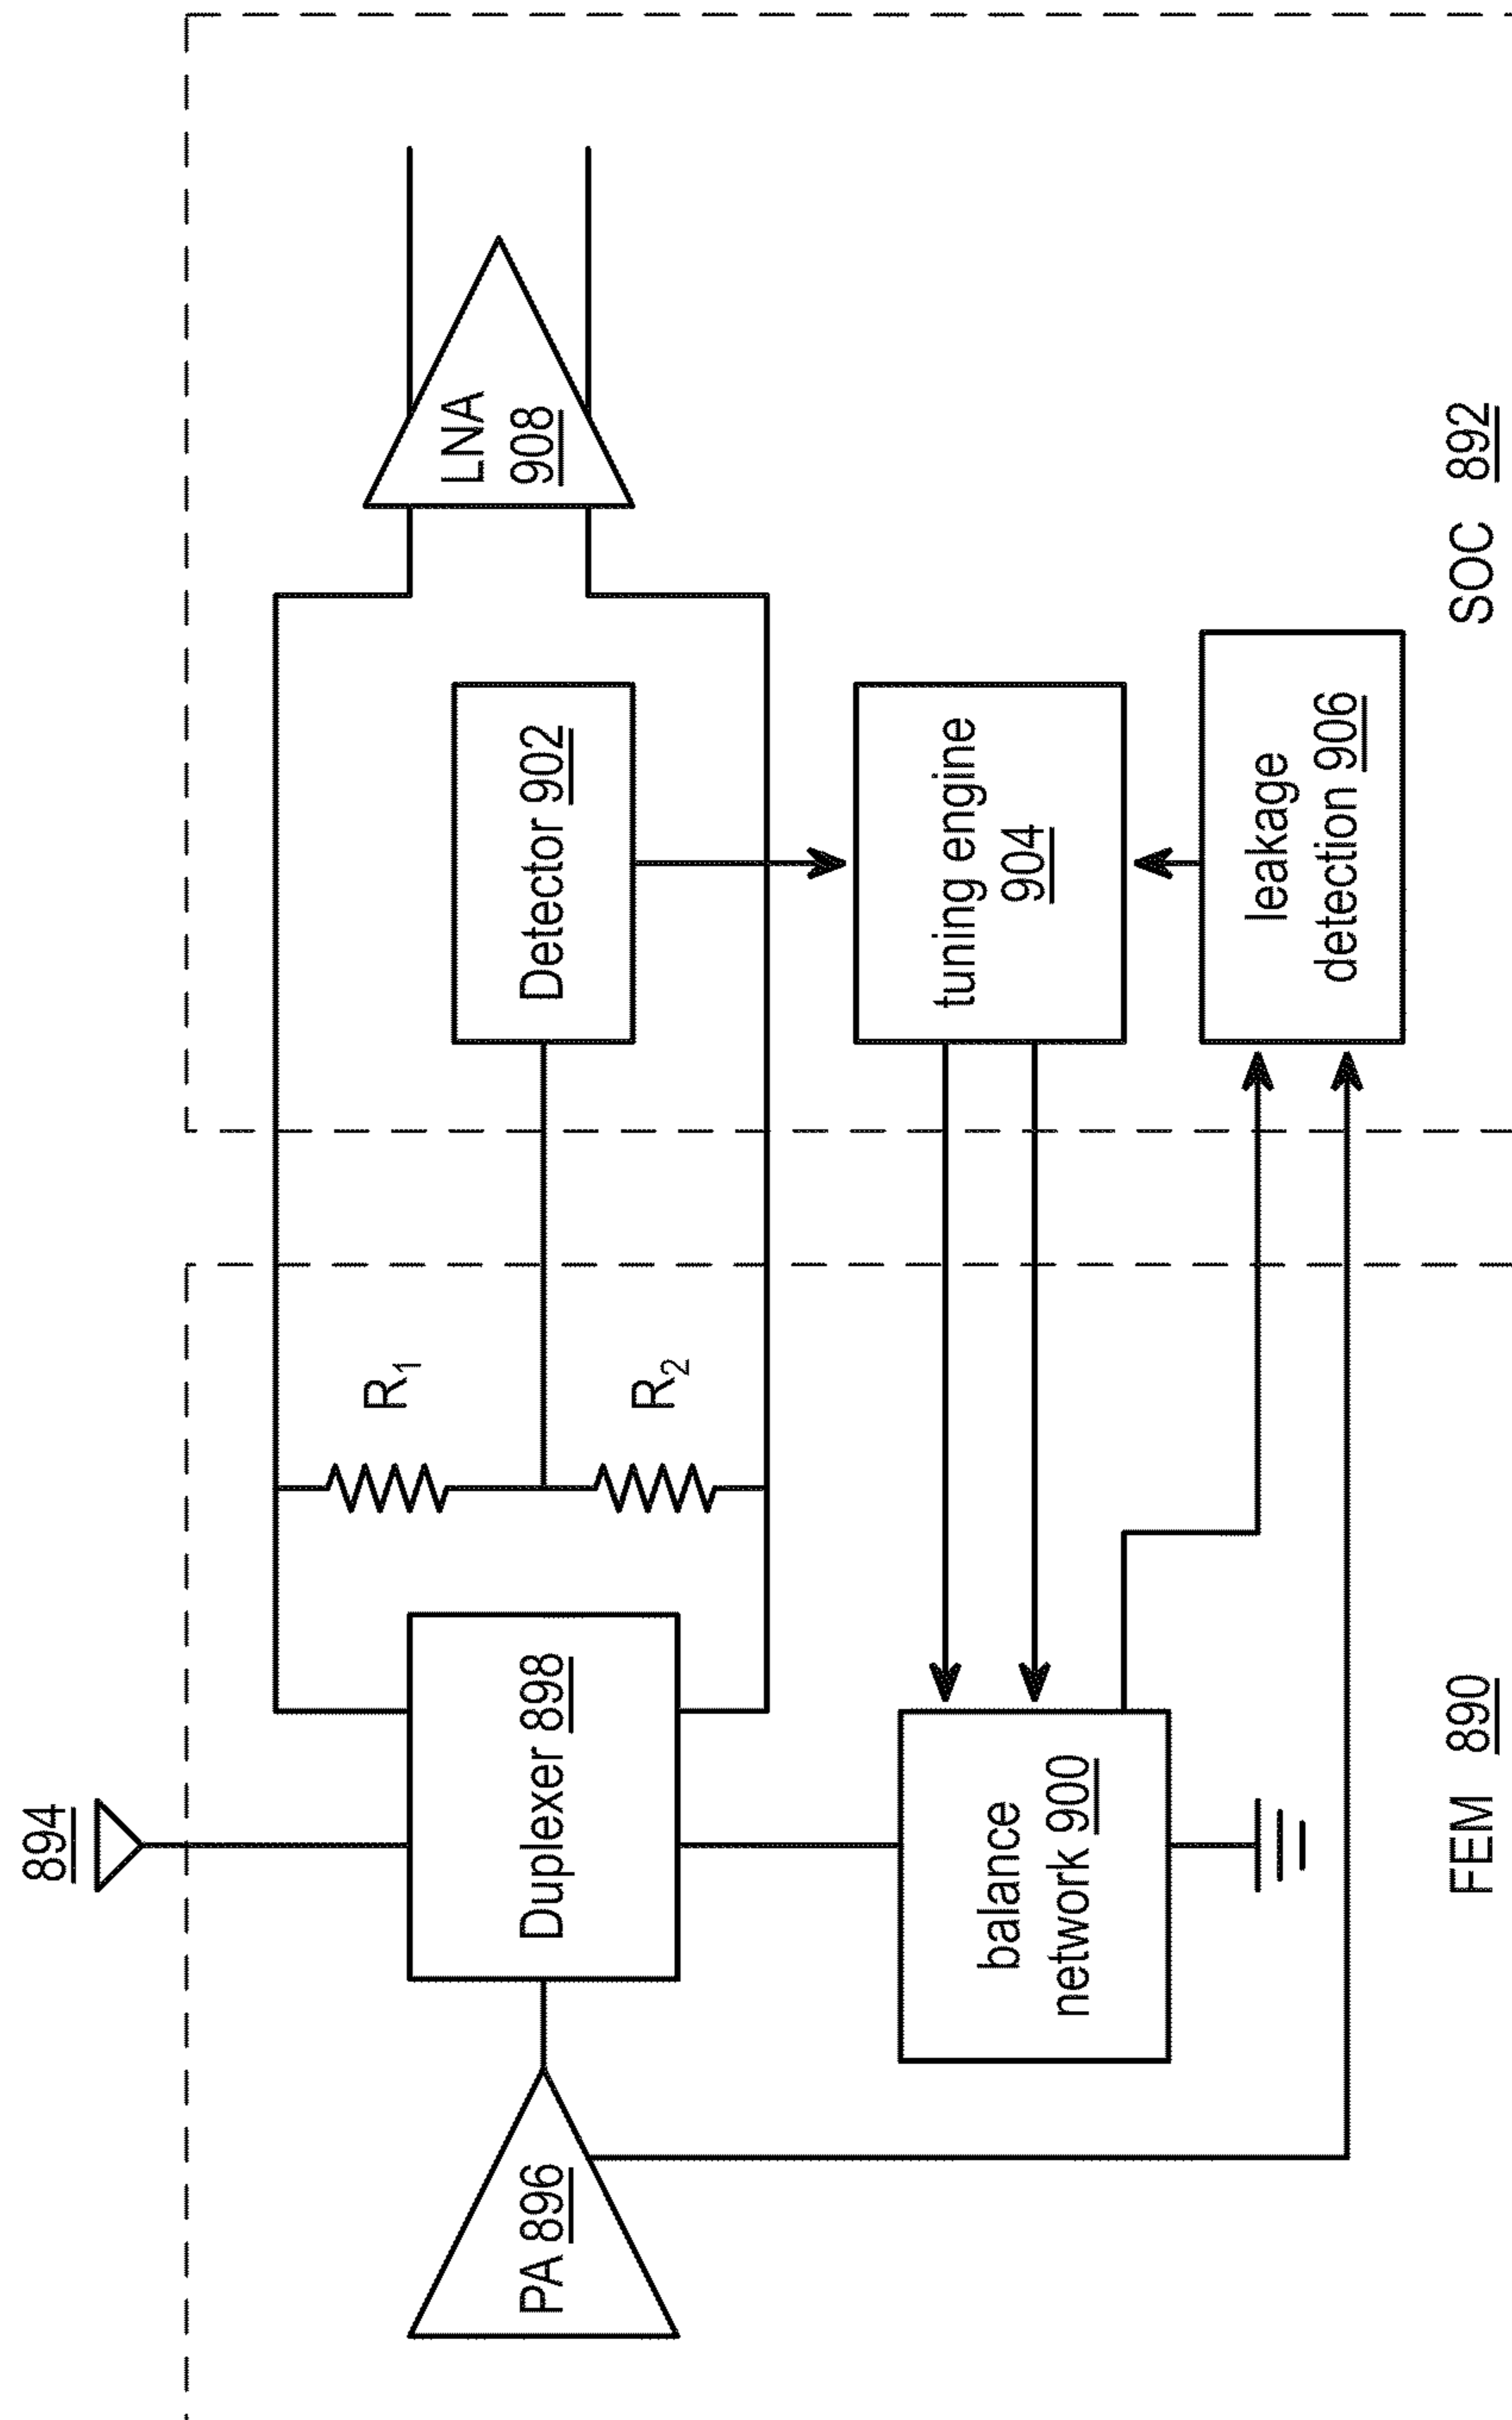 894
PA 896
Duplexer 898
R1
R2
Detector 902
LNA
908
balance
network 900
tuning engine
904
leakage
detection 906
FEM 890
SOC 892